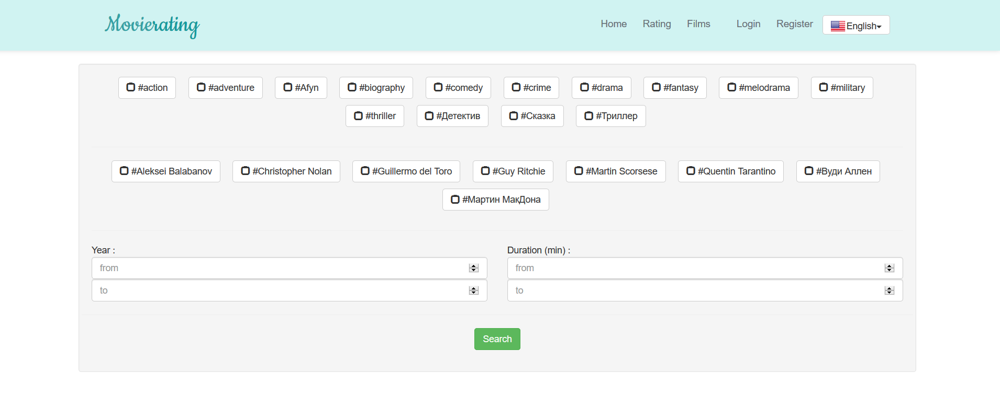 Movierating Home Rating Films Login Register English
#action #adventure #Afyn #biography #comedy #crime #drama #fantasy #melodrama #military
#thriller #Детектив #Сказка #Триллер
#Aleksei Balabanov #Christopher Nolan #Guillermo del Toro #Guy Ritchie #Martin Scorsese #Quentin Tarantino #Вуди Аллен
#Мартин МакДона
Year : Duration (min) :
from from
to to
Search